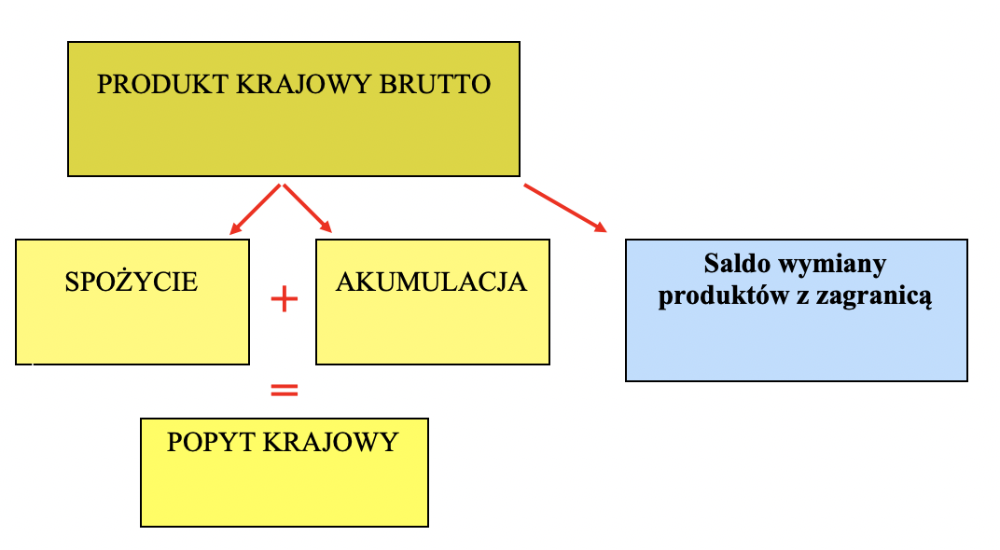 PRODUKT KRAJOWY BRUTTO
SPOŻYCIE
+
AKUMULACJA
Saldo wymiany
produktów z zagranicą
=
POPYT KRAJOWY